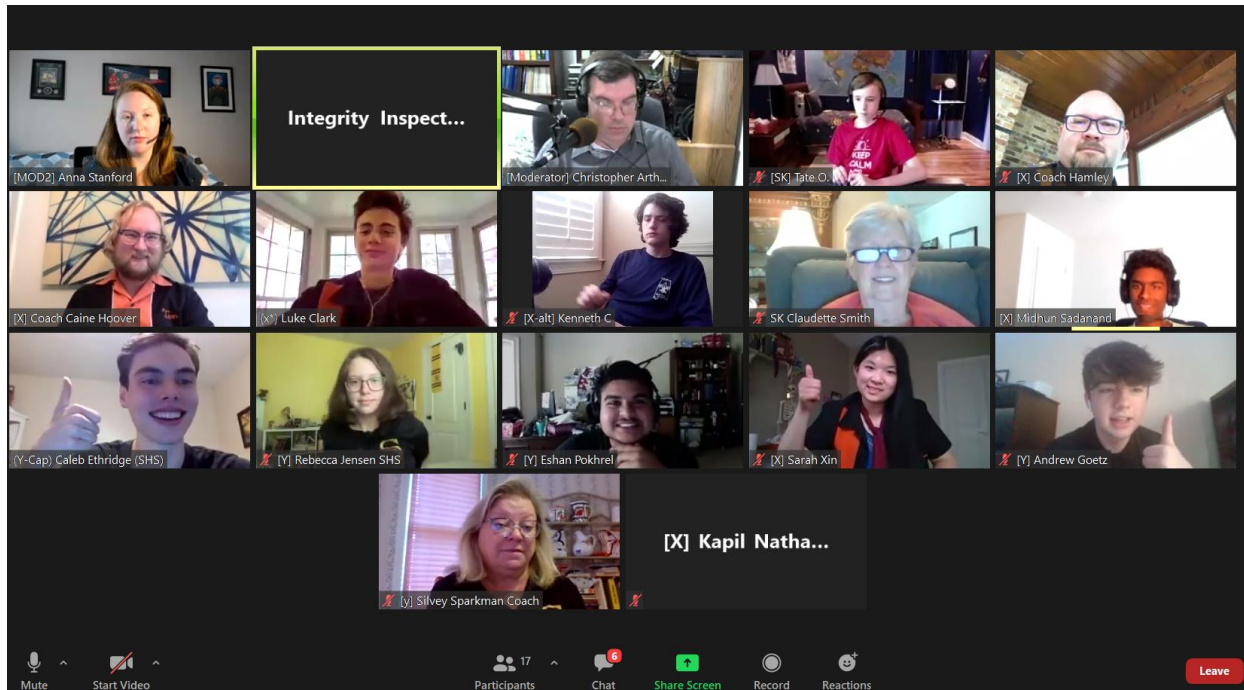 [MOD2] Anna Stanford
Integrity Inspect...
[Moderator] Christopher Arth...
[SK] Tate O.
KEEP
CALM
[X] Coach Hamley
[X] Coach Caine Hoover
(x*) Luke Clark
[X-alt] Kenneth C
SK Claudette Smith
[X] Midhun Sadanand
(Y-Cap) Caleb Ethridge (SHS)
[Y] Rebecca Jensen SHS
[Y] Eshan Pokhrel
[X] Sarah Xin
[Y] Andrew Goetz
[y] Silvey Sparkman Coach
[X] Kapil Natha...
Mute
Start Video
17
Participants
6
Chat
Share Screen
Record
Reactions
Leave